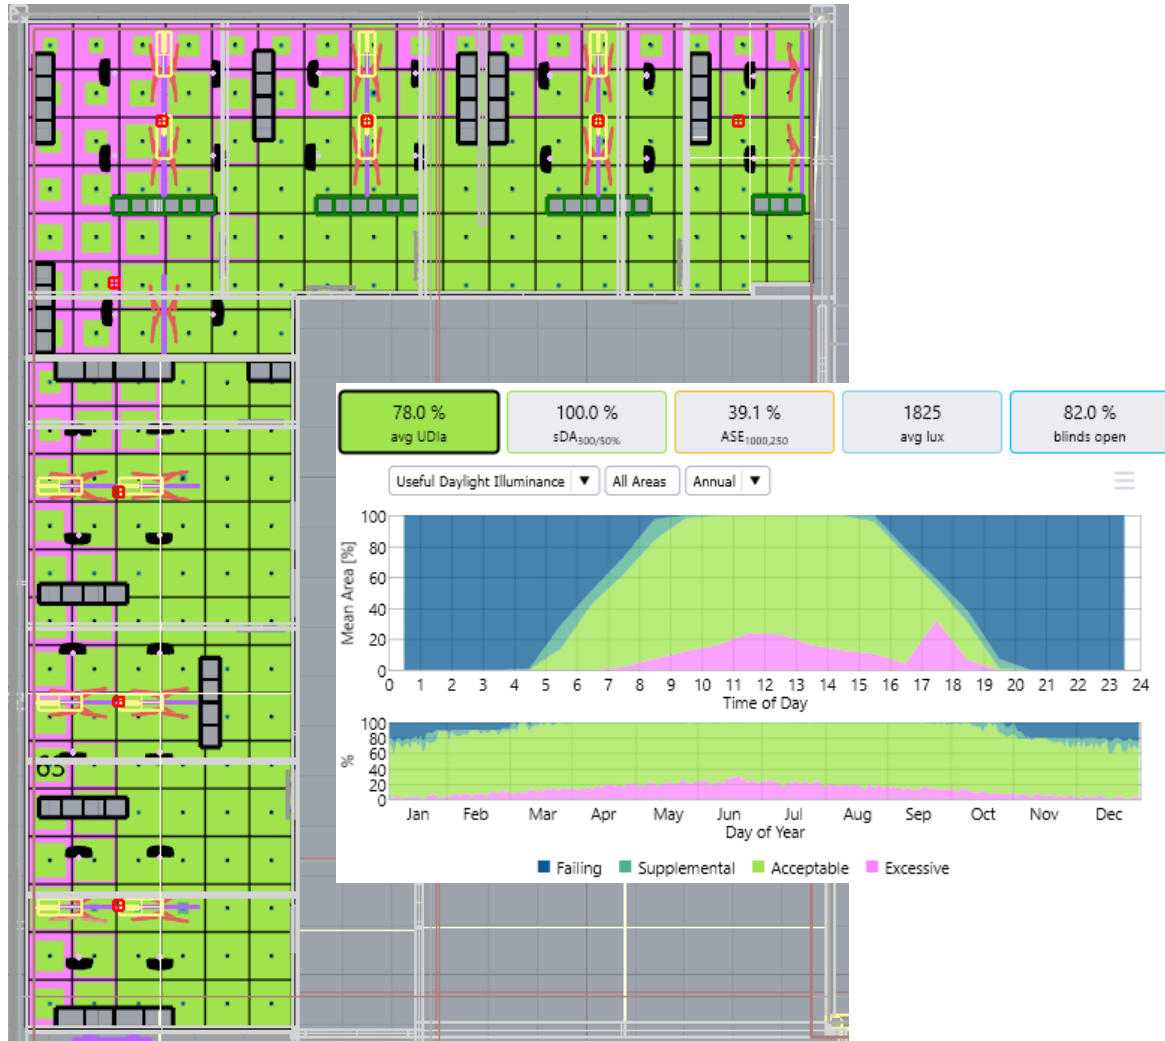 78.0 %
avg UDIa
100.0 %
sDA300/50%
39.1 %
ASE1000,250
1825
avg lux
82.0 %
blinds open
Useful Daylight Illuminance ▼
All Areas
Annual ▼
Mean Area [%]
100
80
60
40
20
0
0 1 2 3 4 5 6 7 8 9 10 11 12 13 14 15 16 17 18 19 20 21 22 23 24
Time of Day
%
100
80
60
40
20
0
Jan Feb Mar Apr May Jun Jul Aug Sep Oct Nov Dec
Day of Year
Failing Supplemental Acceptable Excessive